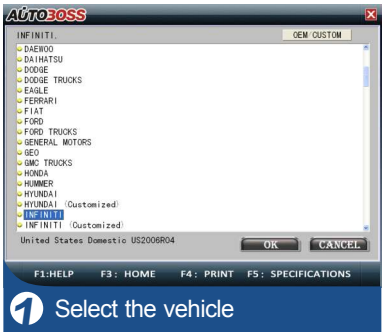 AUTOBOSS
INFINITI.
OEM/CUSTOM
DAEWOO
DAIHATSU
DODGE
DODGE TRUCKS
EAGLE
FERRARI
FIAT
FORD
FORD TRUCKS
GENERAL MOTORS
GEO
GMC TRUCKS
HONDA
HUMMER
HYUNDAI
HYUNDAI (Customized)
INFINITI
INFINITI (Customized)
United States Domestic US2006R04
OK
CANCEL
F1:HELP F3: HOME F4: PRINT F5: SPECIFICATIONS
1 Select the vehicle